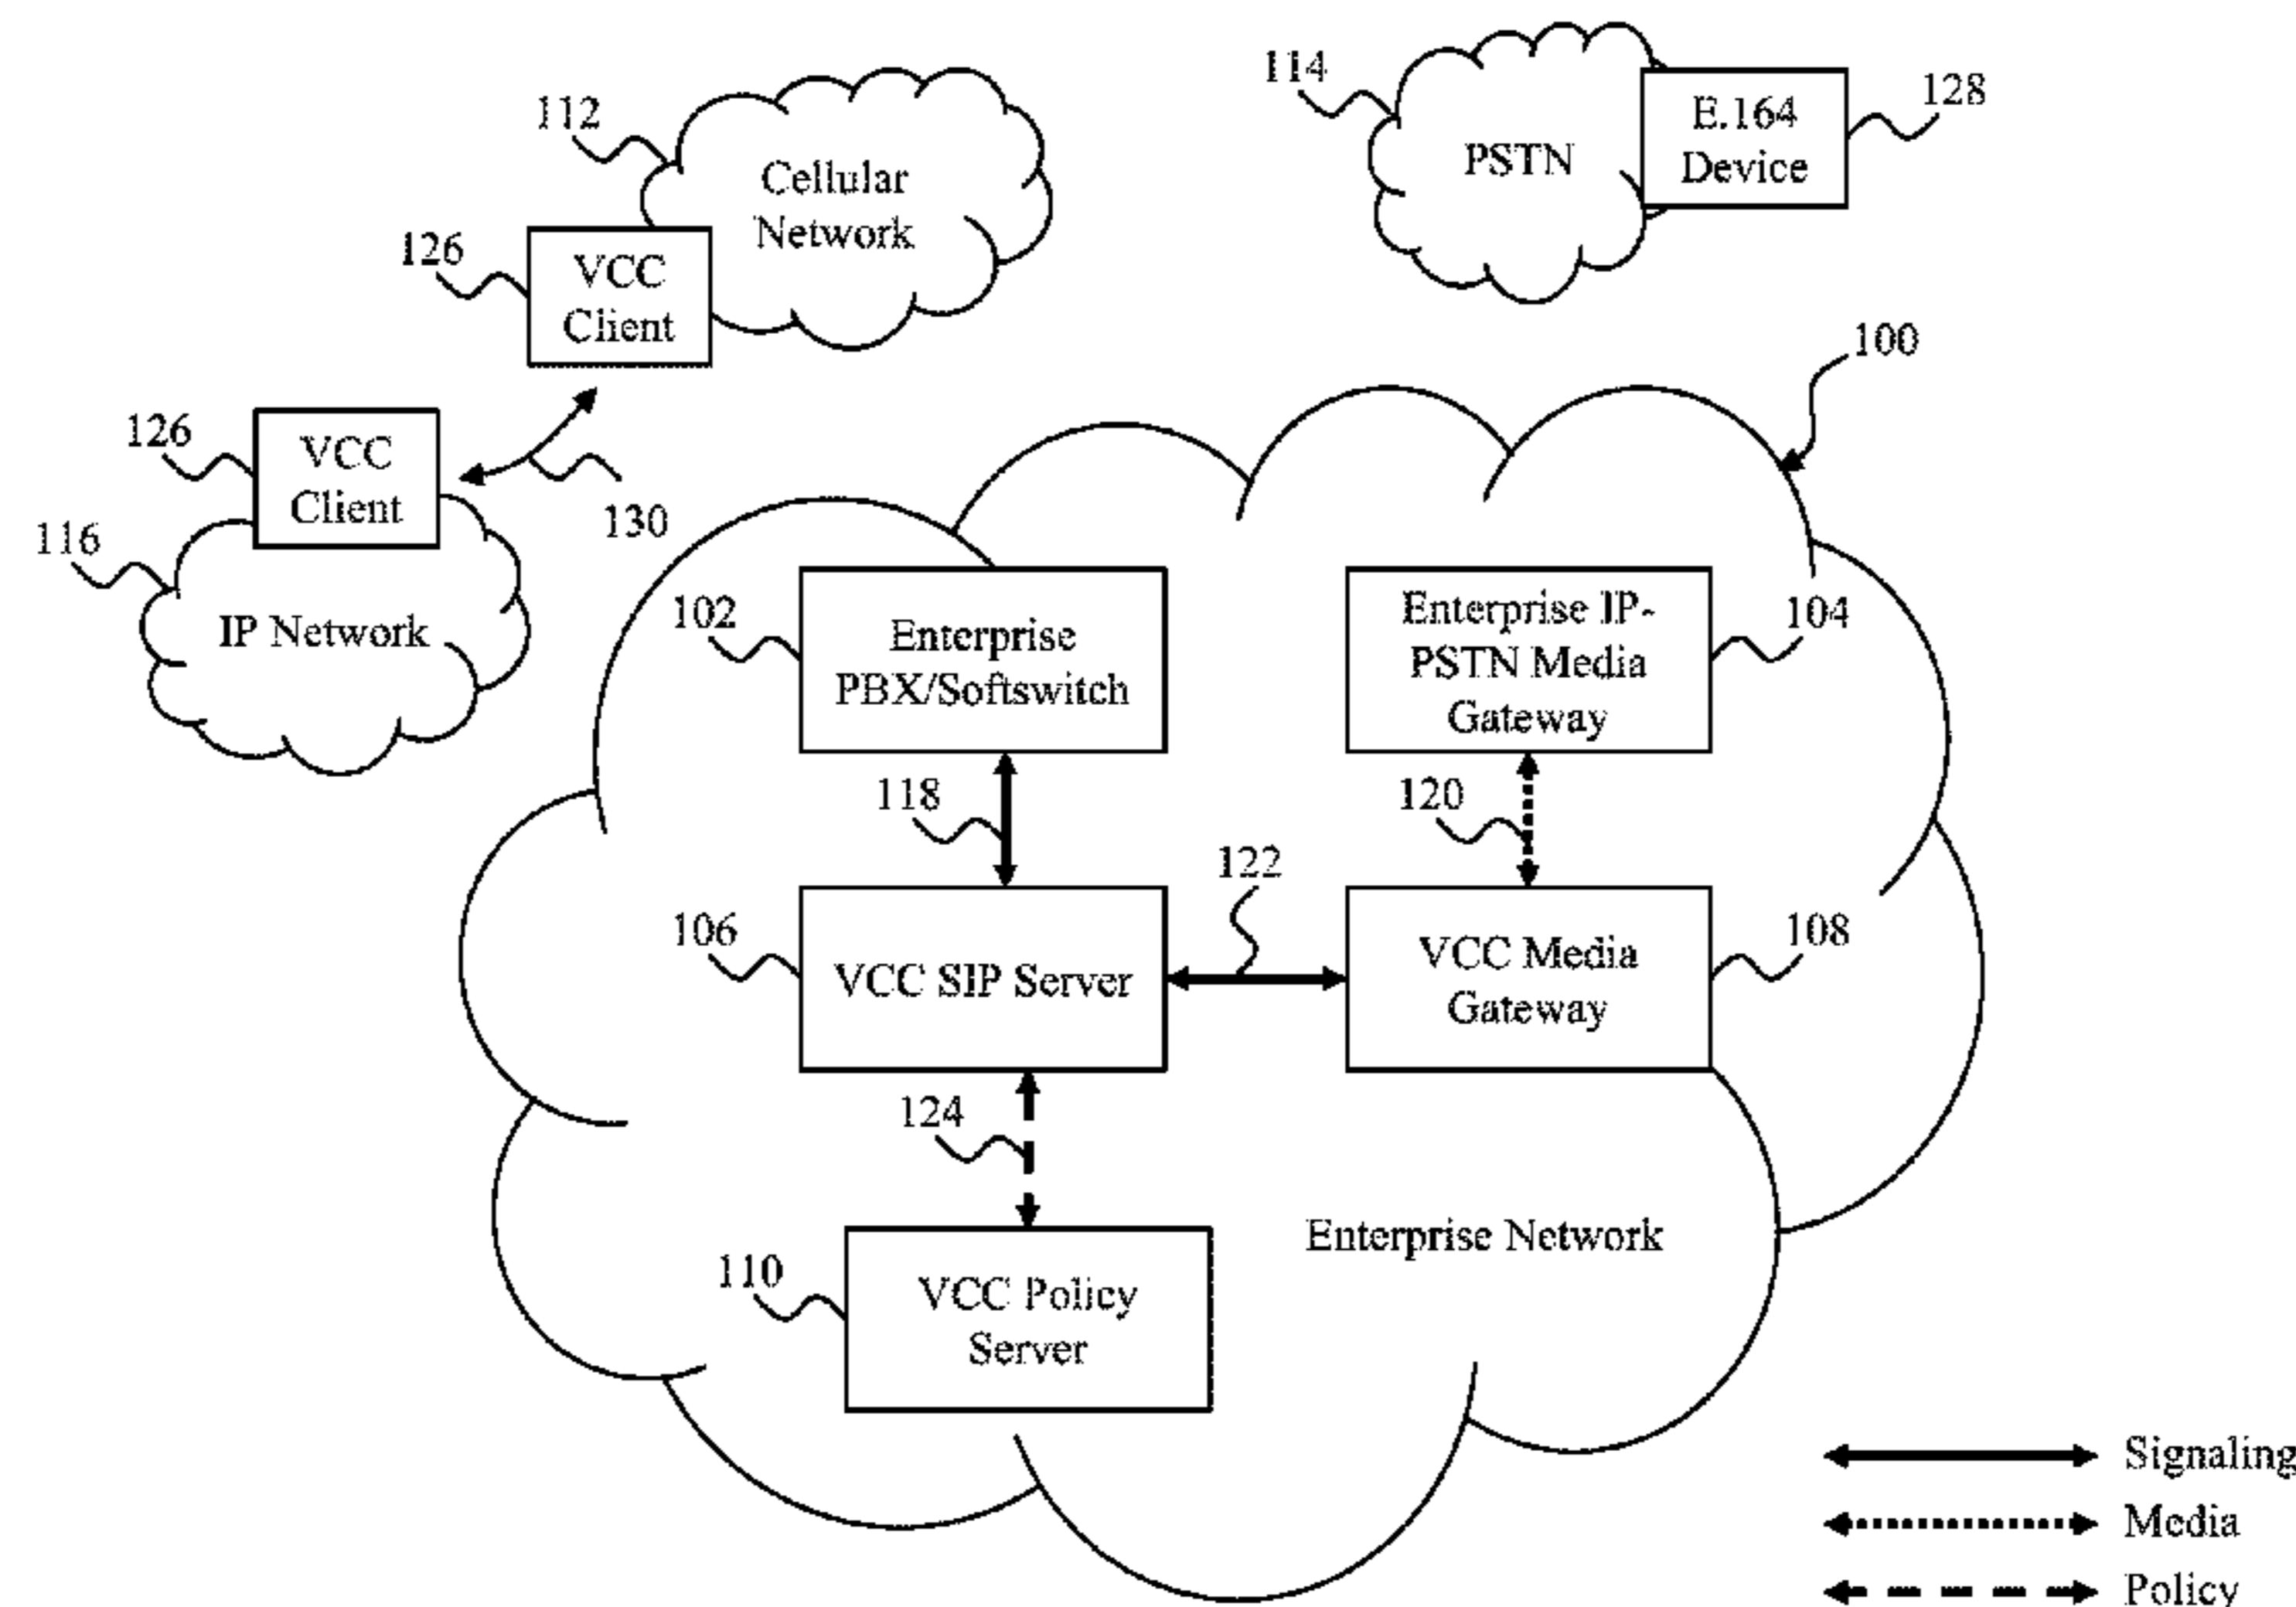 114
E.164
Device
128
PSTN
112
Cellular
Network
126
VCC
Client
100
126
VCC
Client
130
116
IP Network
102
Enterprise
PBX/Softswitch
Enterprise IP-
PSTN Media
Gateway
104
118
120
122
106
VCC SIP Server
VCC Media
Gateway
108
124
110
VCC Policy
Server
Enterprise Network
Signaling
Media
Policy